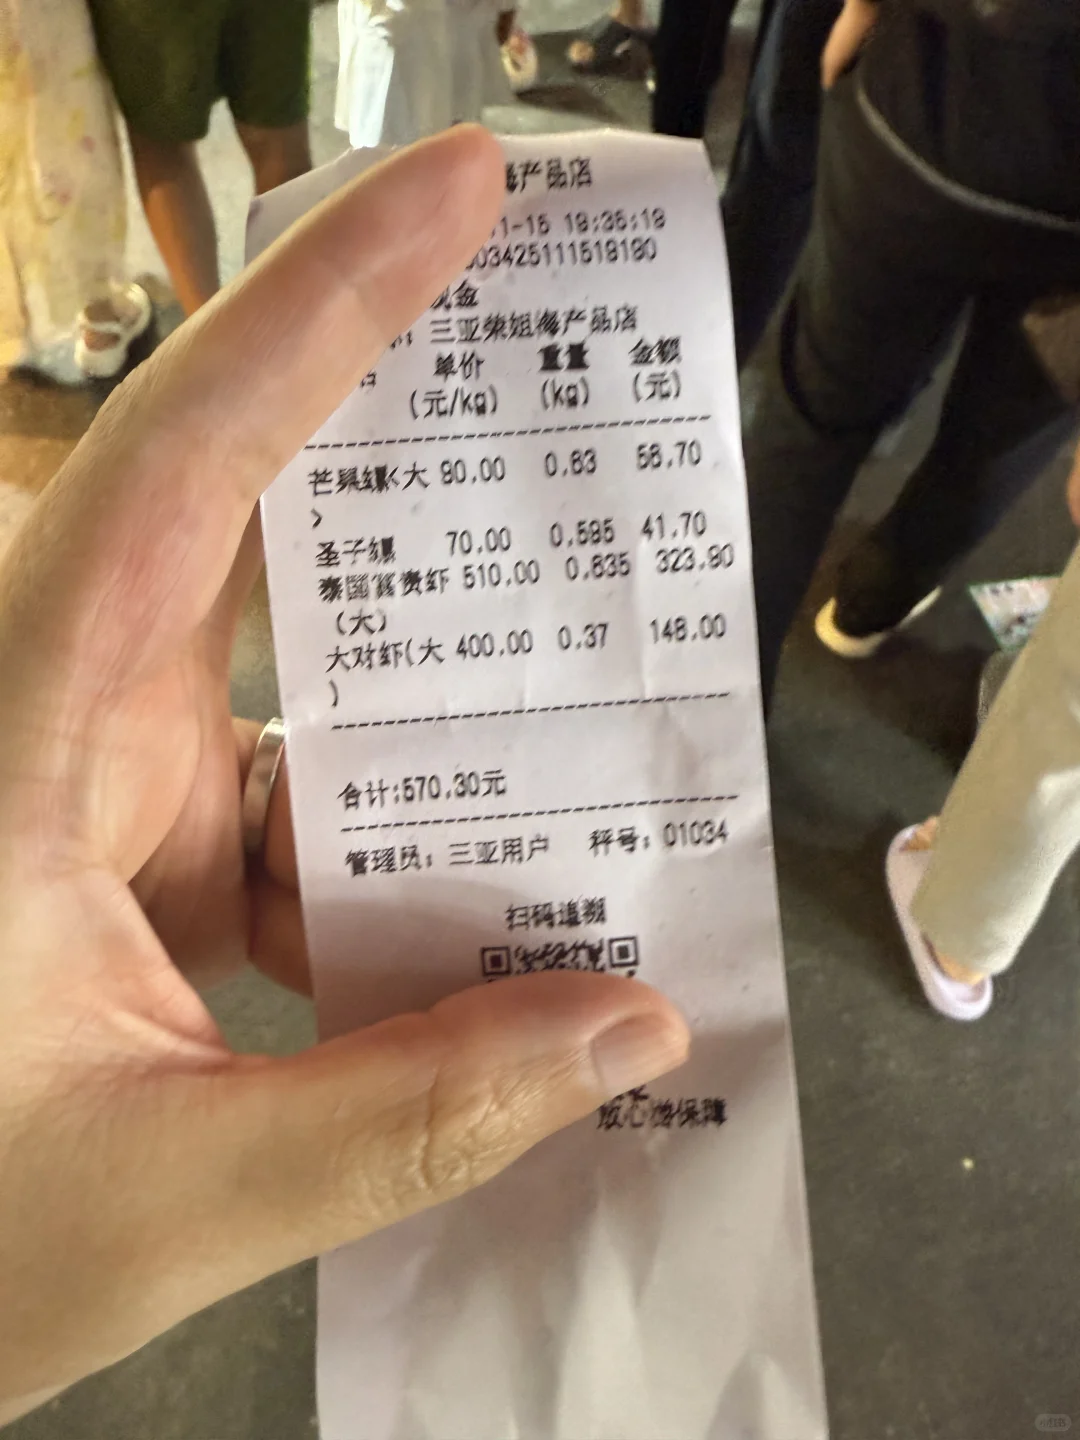 海产品店
1-15 19:35:19
003425111519190
现金
：三亚荣姐海产品店
单价 重量 金额
(元/kg) (kg) (元)
芒果螺<大 80.00 0.83 58.70
>
圣子螺 70.00 0.595 41.70
泰国富贵虾 510.00 0.635 323.90
(大)
大对虾(大 400.00 0.37 148.00
)
合计:570.30元
管理员：三亚用户 秤号：01034
扫码追溯
放心 保障
小红书